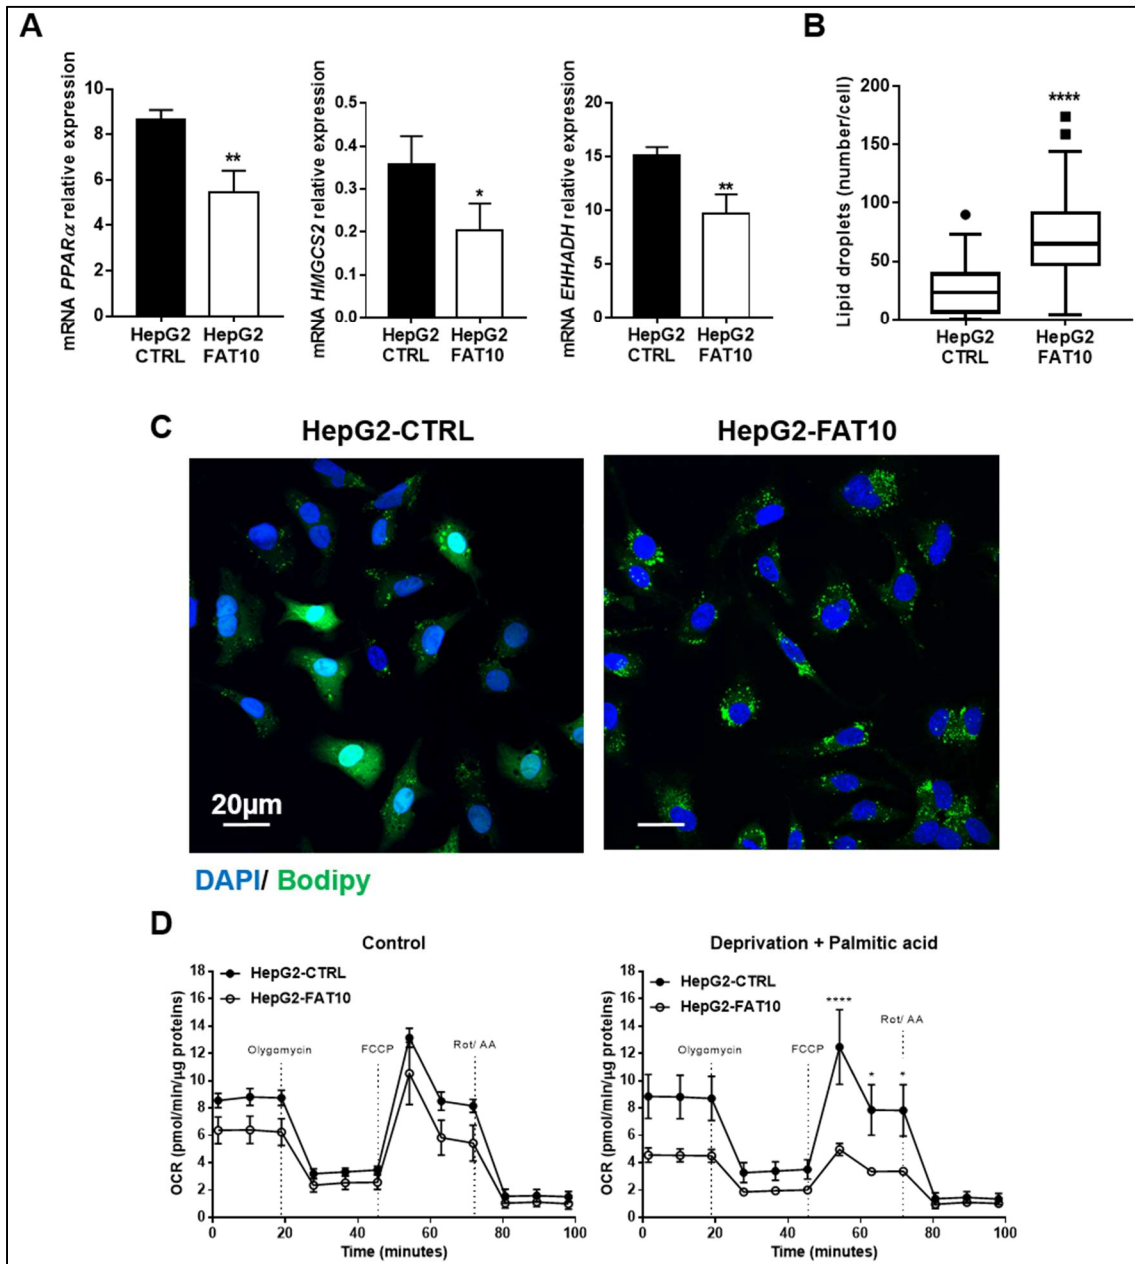 A
mRNA PPARα relative expression
10
8
6
4
2
0
**
HepG2 HepG2
CTRL FAT10
mRNA HMGCS2 relative expression
0.5
0.4
0.3
0.2
0.1
0.0
*
HepG2 HepG2
CTRL FAT10
mRNA EHHADH relative expression
20
15
10
5
0
**
HepG2 HepG2
CTRL FAT10
B
Lipid droplets (number/cell)
200
150
100
50
0
****
HepG2 HepG2
CTRL FAT10
C
HepG2-CTRL
HepG2-FAT10
20µm
DAPI/ Bodipy
D
Control
OCR (pmol/min/µg proteins)
18
16
14
12
10
8
6
4
2
0
HepG2-CTRL
HepG2-FAT10
Olygomycin
FCCP
Rot/ AA
0 20 40 60 80 100
Time (minutes)
Deprivation + Palmitic acid
OCR (pmol/min/µg proteins)
18
16
14
12
10
8
6
4
2
0
HepG2-CTRL
HepG2-FAT10
****
Rot/ AA
Olygomycin
FCCP
* *
0 20 40 60 80 100
Time (minutes)